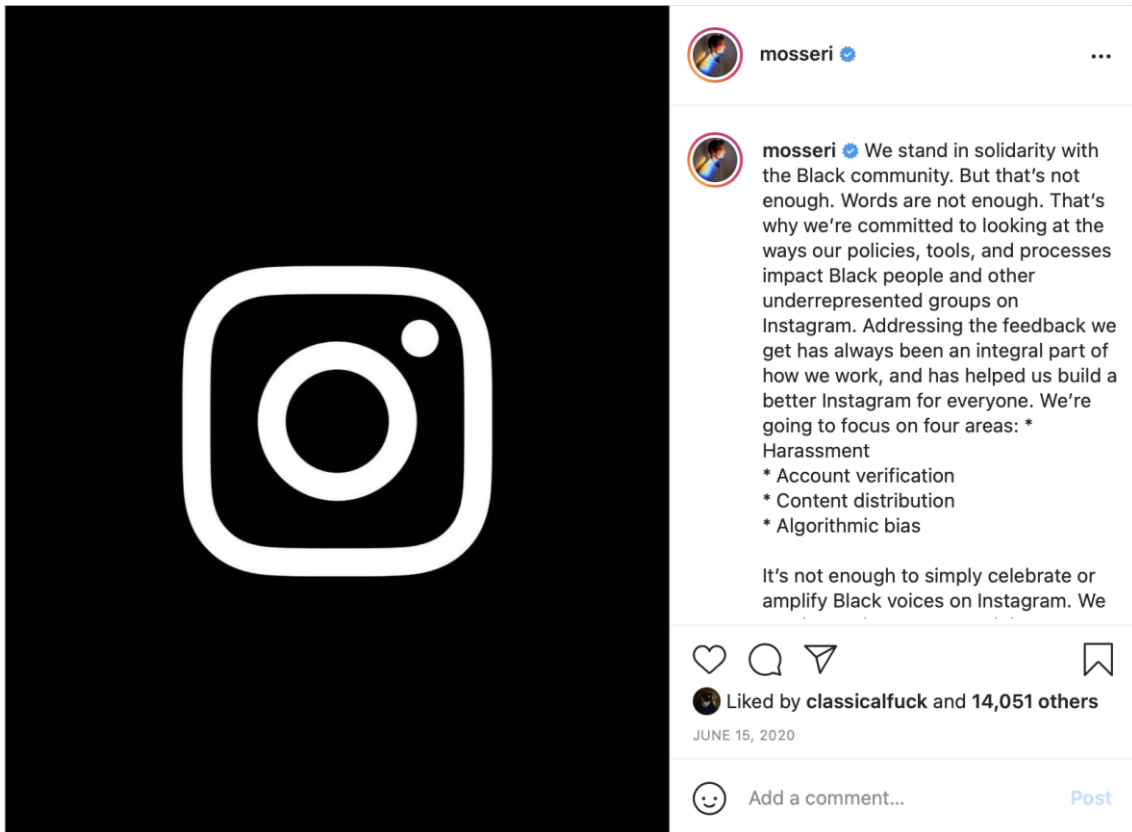 mosseri
mosseri We stand in solidarity with
the Black community. But that's not
enough. Words are not enough. That's
why we're committed to looking at the
ways our policies, tools, and processes
impact Black people and other
underrepresented groups on
Instagram. Addressing the feedback we
get has always been an integral part of
how we work, and has helped us build a
better Instagram for everyone. We're
going to focus on four areas: *
Harassment
* Account verification
* Content distribution
* Algorithmic bias
It's not enough to simply celebrate or
amplify Black voices on Instagram. We
Liked by classicalfuck and 14,051 others
JUNE 15, 2020
Add a comment...
Post